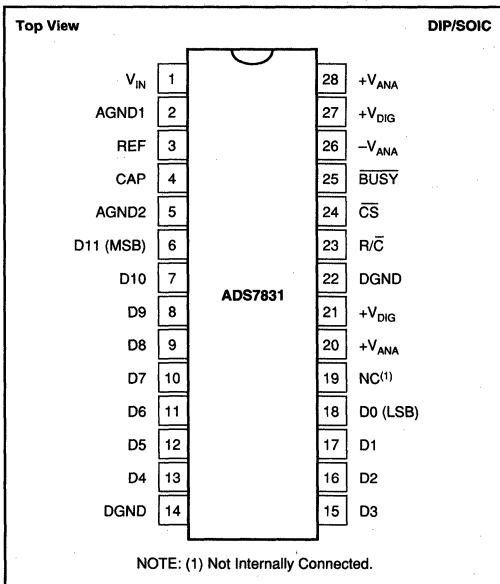 Top View DIP/SOIC
V_IN 1 28 +V_ANA
AGND1 2 27 +V_DIG
REF 3 26 –V_ANA
CAP 4 25 B̅U̅S̅Y̅
AGND2 5 24 C̅S̅
D11 (MSB) 6 23 R/C̅
D10 7 22 DGND
ADS7831
D9 8 21 +V_DIG
D8 9 20 +V_ANA
D7 10 19 NC(1)
D6 11 18 D0 (LSB)
D5 12 17 D1
D4 13 16 D2
DGND 14 15 D3
NOTE: (1) Not Internally Connected.